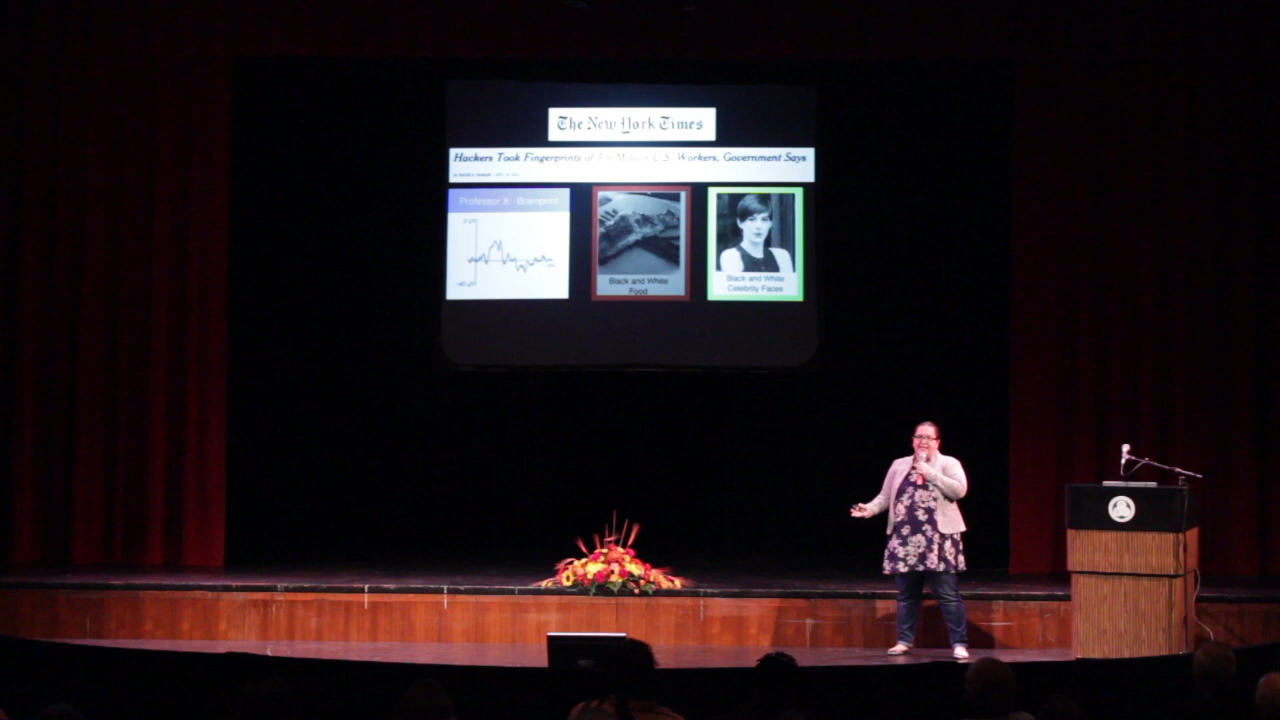 The New York Times
Hackers Took Fingerprints of Million U.S. Workers, Government Says
Professor X: Brainprint
Black and White
Food
Black and White
Celebrity Faces